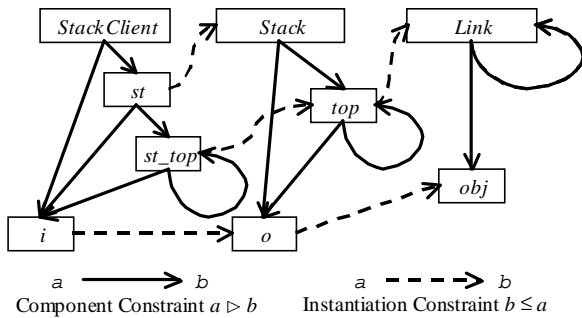 StackClient Stack Link
st
top
st_top
obj
i o
a b a b
Component Constraint a ▷ b Instantiation Constraint b ≤ a